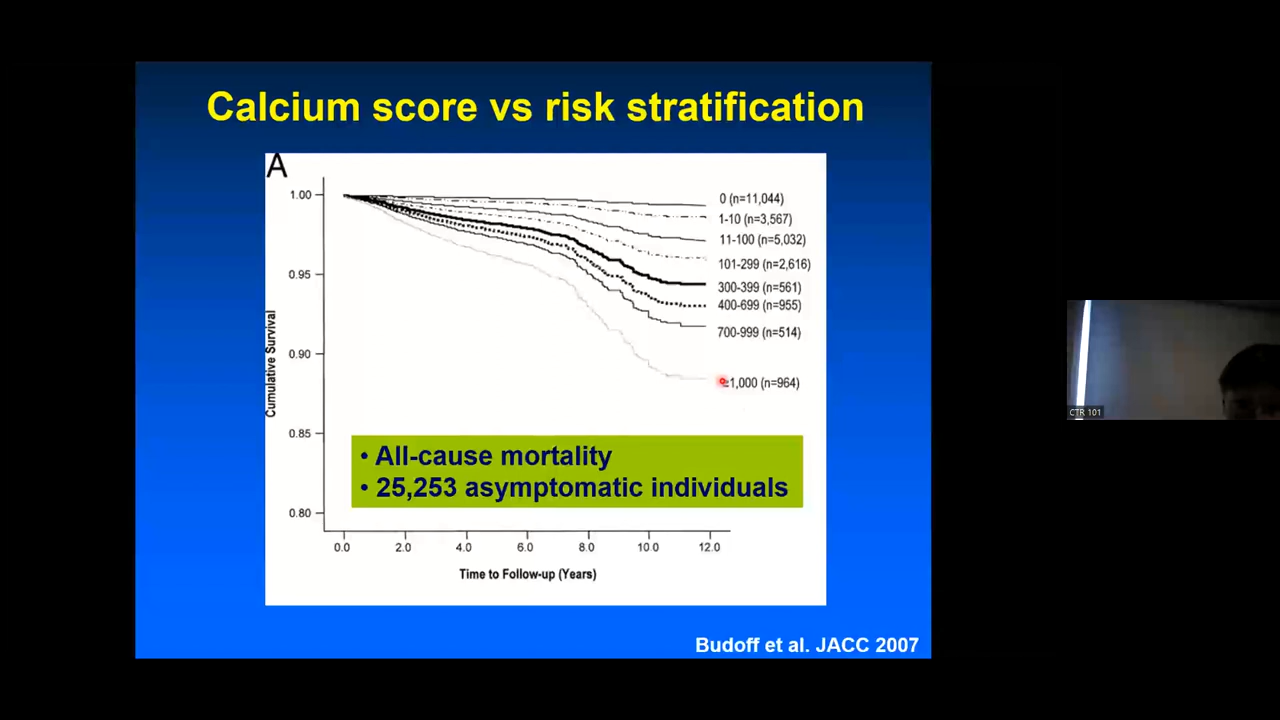 Calcium score vs risk stratification
A
1.00
0.95
0.90
0.85
0.80
Cumulative Survival
0 (n=11,044)
1-10 (n=3,567)
11-100 (n=5,032)
101-299 (n=2,616)
300-399 (n=561)
400-699 (n=955)
700-999 (n=514)
1,000 (n=964)
• All-cause mortality
• 25,253 asymptomatic individuals
0.0 2.0 4.0 6.0 8.0 10.0 12.0
Time to Follow-up (Years)
Budoff et al. JACC 2007
CTR 101